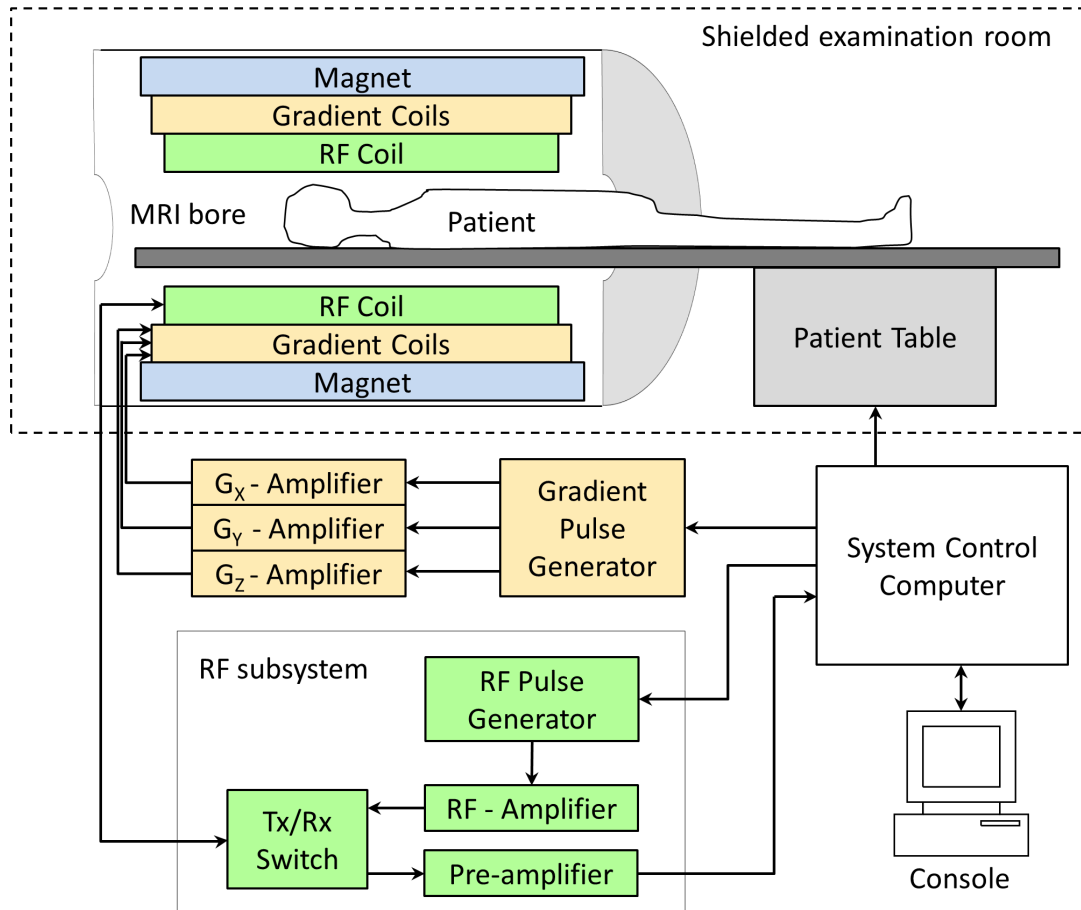 Shielded examination room
Magnet
Gradient Coils
RF Coil
MRI bore
Patient
RF Coil
Gradient Coils
Magnet
Patient Table
GX - Amplifier
GY - Amplifier
GZ - Amplifier
Gradient
Pulse
Generator
System Control
Computer
RF subsystem
RF Pulse
Generator
RF - Amplifier
Tx/Rx
Switch
Pre-amplifier
Console